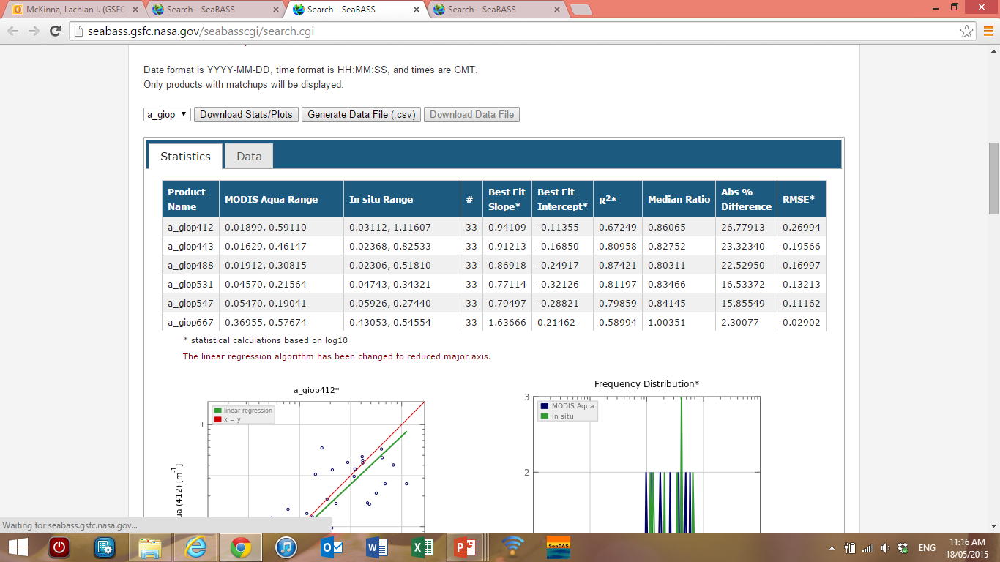 McKinna, Lachlan I. (GSFC
Search - SeaBASS
Search - SeaBASS
Search - SeaBASS
seabass.gsfc.nasa.gov/seabasscgi/search.cgi
Date format is YYYY-MM-DD, time format is HH:MM:SS, and times are GMT.
Only products with matchups will be displayed.
a_giop Download Stats/Plots Generate Data File (.csv) Download Data File
Statistics Data
Product Name MODIS Aqua Range In situ Range # Best Fit Slope* Best Fit Intercept* R²* Median Ratio Abs % Difference RMSE*
a_giop412 0.01899, 0.59110 0.03112, 1.11607 33 0.94109 -0.11355 0.67249 0.86065 26.77913 0.26994
a_giop443 0.01629, 0.46147 0.02368, 0.82533 33 0.91213 -0.16850 0.80958 0.82752 23.32340 0.19566
a_giop488 0.01912, 0.30815 0.02306, 0.51810 33 0.86918 -0.24917 0.87421 0.80311 22.52950 0.16997
a_giop531 0.04570, 0.21564 0.04743, 0.34321 33 0.77114 -0.32126 0.81197 0.83466 16.53372 0.13213
a_giop547 0.05470, 0.19041 0.05926, 0.27440 33 0.79497 -0.28821 0.79859 0.84145 15.85549 0.11162
a_giop667 0.36955, 0.57674 0.43053, 0.54554 33 1.63666 0.21462 0.58994 1.00351 2.30077 0.02902
* statistical calculations based on log10
The linear regression algorithm has been changed to reduced major axis.
a_giop412*
linear regression
x = y
1
ua (412) [m⁻¹]
Frequency Distribution*
3
MODIS Aqua
In situ
2
Waiting for seabass.gsfc.nasa.gov...
SeaDAS
ENG
11:16 AM
18/05/2015